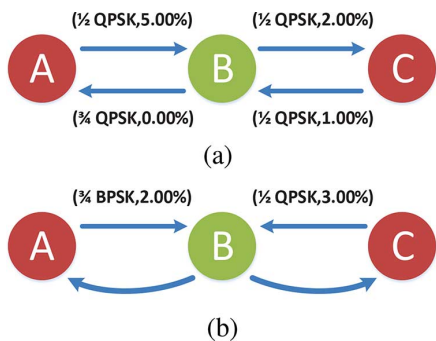 (½ QPSK,5.00%) (½ QPSK,2.00%)
A B C
(¾ QPSK,0.00%) (½ QPSK,1.00%)
(a)
(¾ BPSK,2.00%) (½ QPSK,3.00%)
A B C
(b)